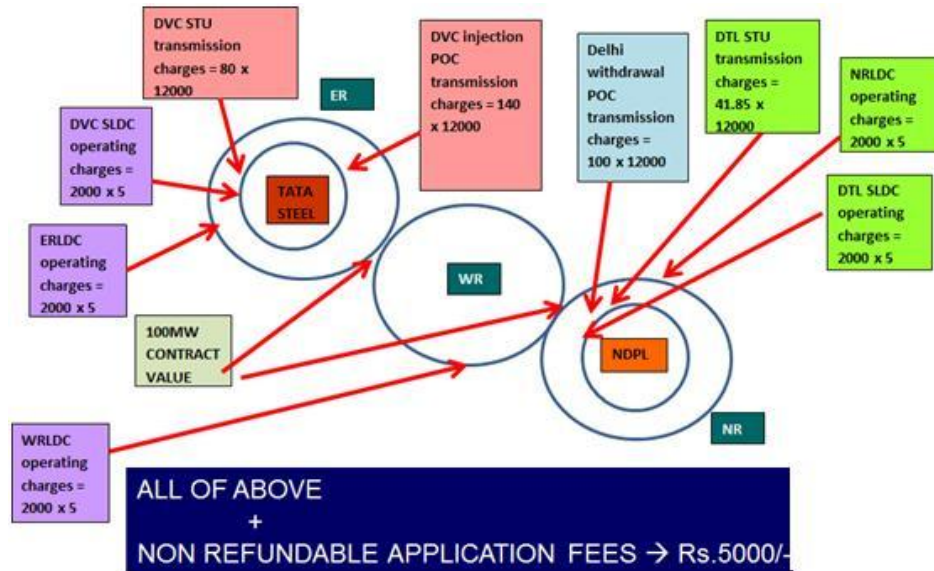 DVC STU
transmission
charges = 80 x
12000
DVC injection
POC
transmission
charges = 140
x 12000
Delhi
withdrawal
POC
transmission
charges =
100 x 12000
DTL STU
transmission
charges =
41.85 x
12000
NRLDC
operating
charges =
2000 x 5
ER
DVC SLDC
operating
charges =
2000 x 5
TATA
STEEL
DTL SLDC
operating
charges =
2000 x 5
ERLDC
operating
charges =
2000 x 5
WR
100MW
CONTRACT
VALUE
NDPL
NR
WRLDC
operating
charges =
2000 x 5
ALL OF ABOVE
+
NON REFUNDABLE APPLICATION FEES → Rs.5000/-